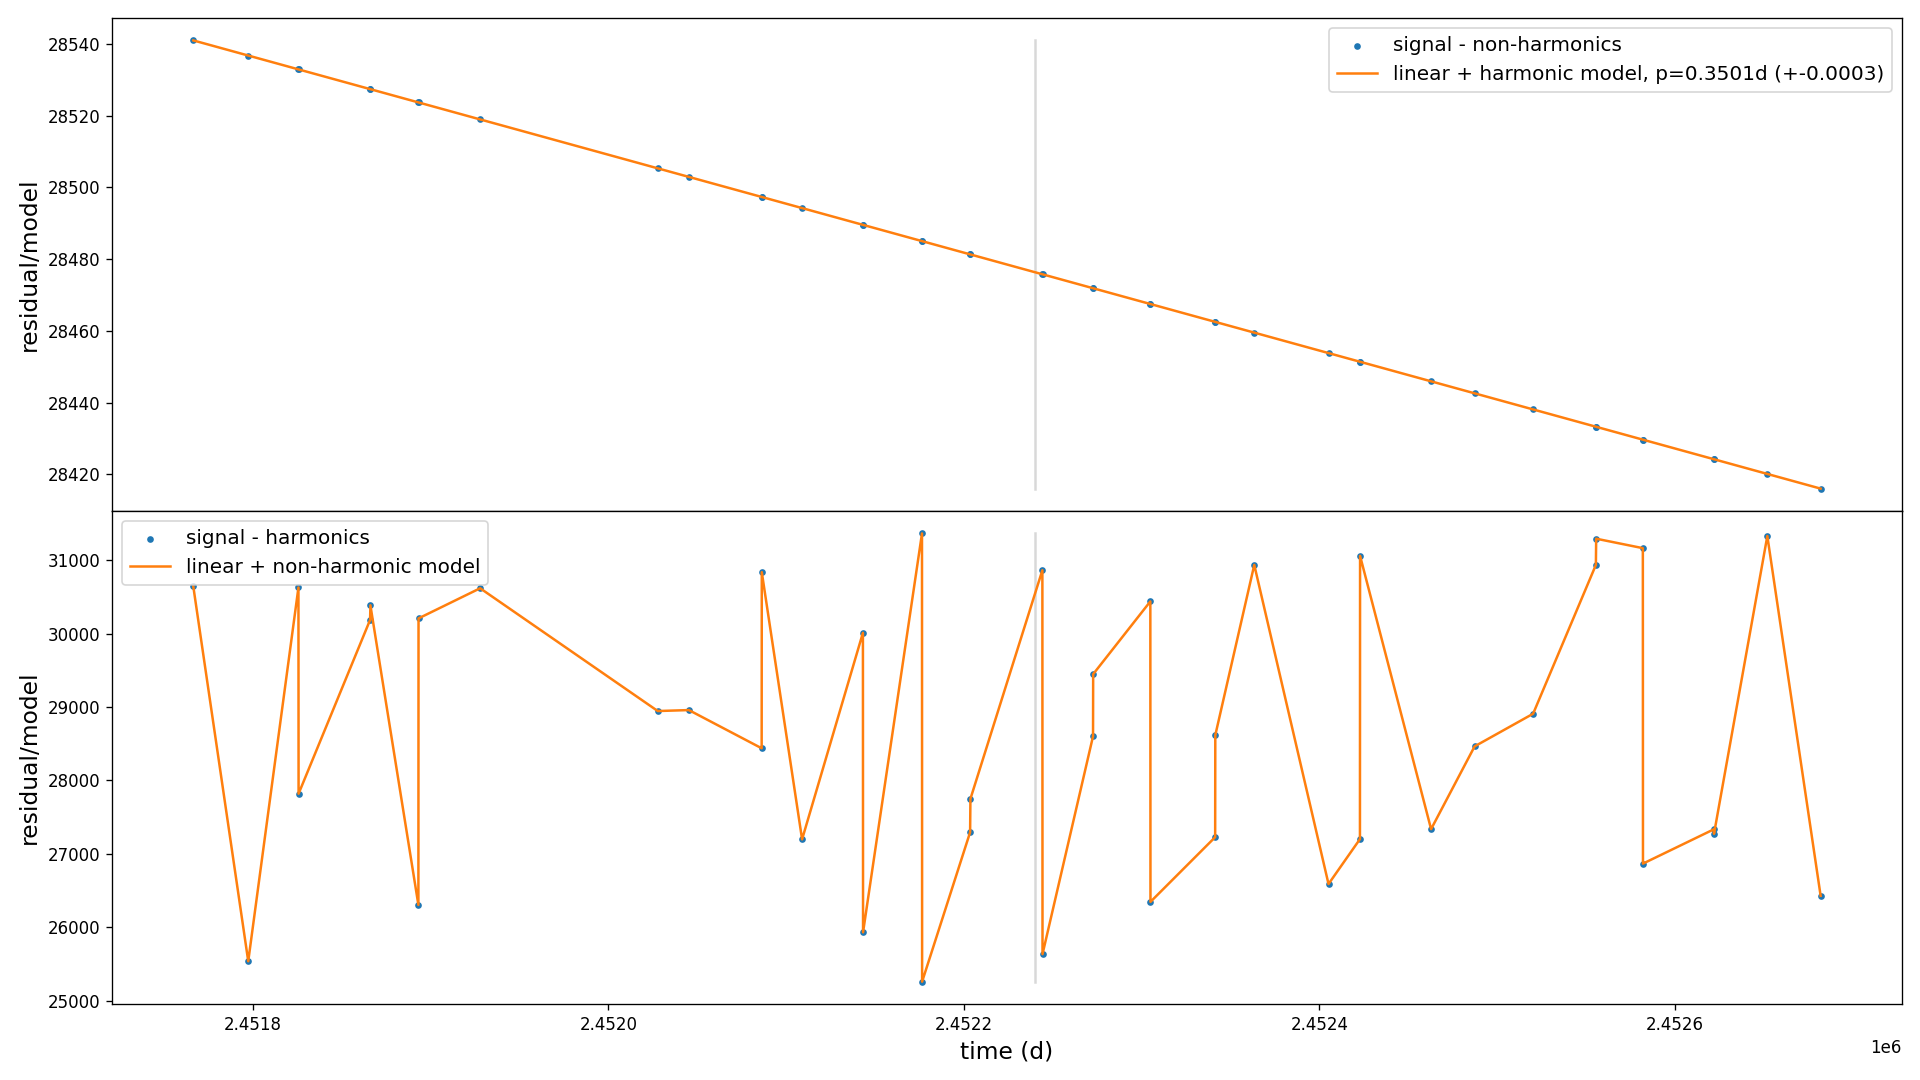 residual/model
28540
28520
28500
28480
28460
28440
28420
signal - non-harmonics
linear + harmonic model, p=0.3501d (+-0.0003)
residual/model
31000
30000
29000
28000
27000
26000
25000
signal - harmonics
linear + non-harmonic model
2.4518
2.4520
2.4522
2.4524
2.4526
time (d)
1e6